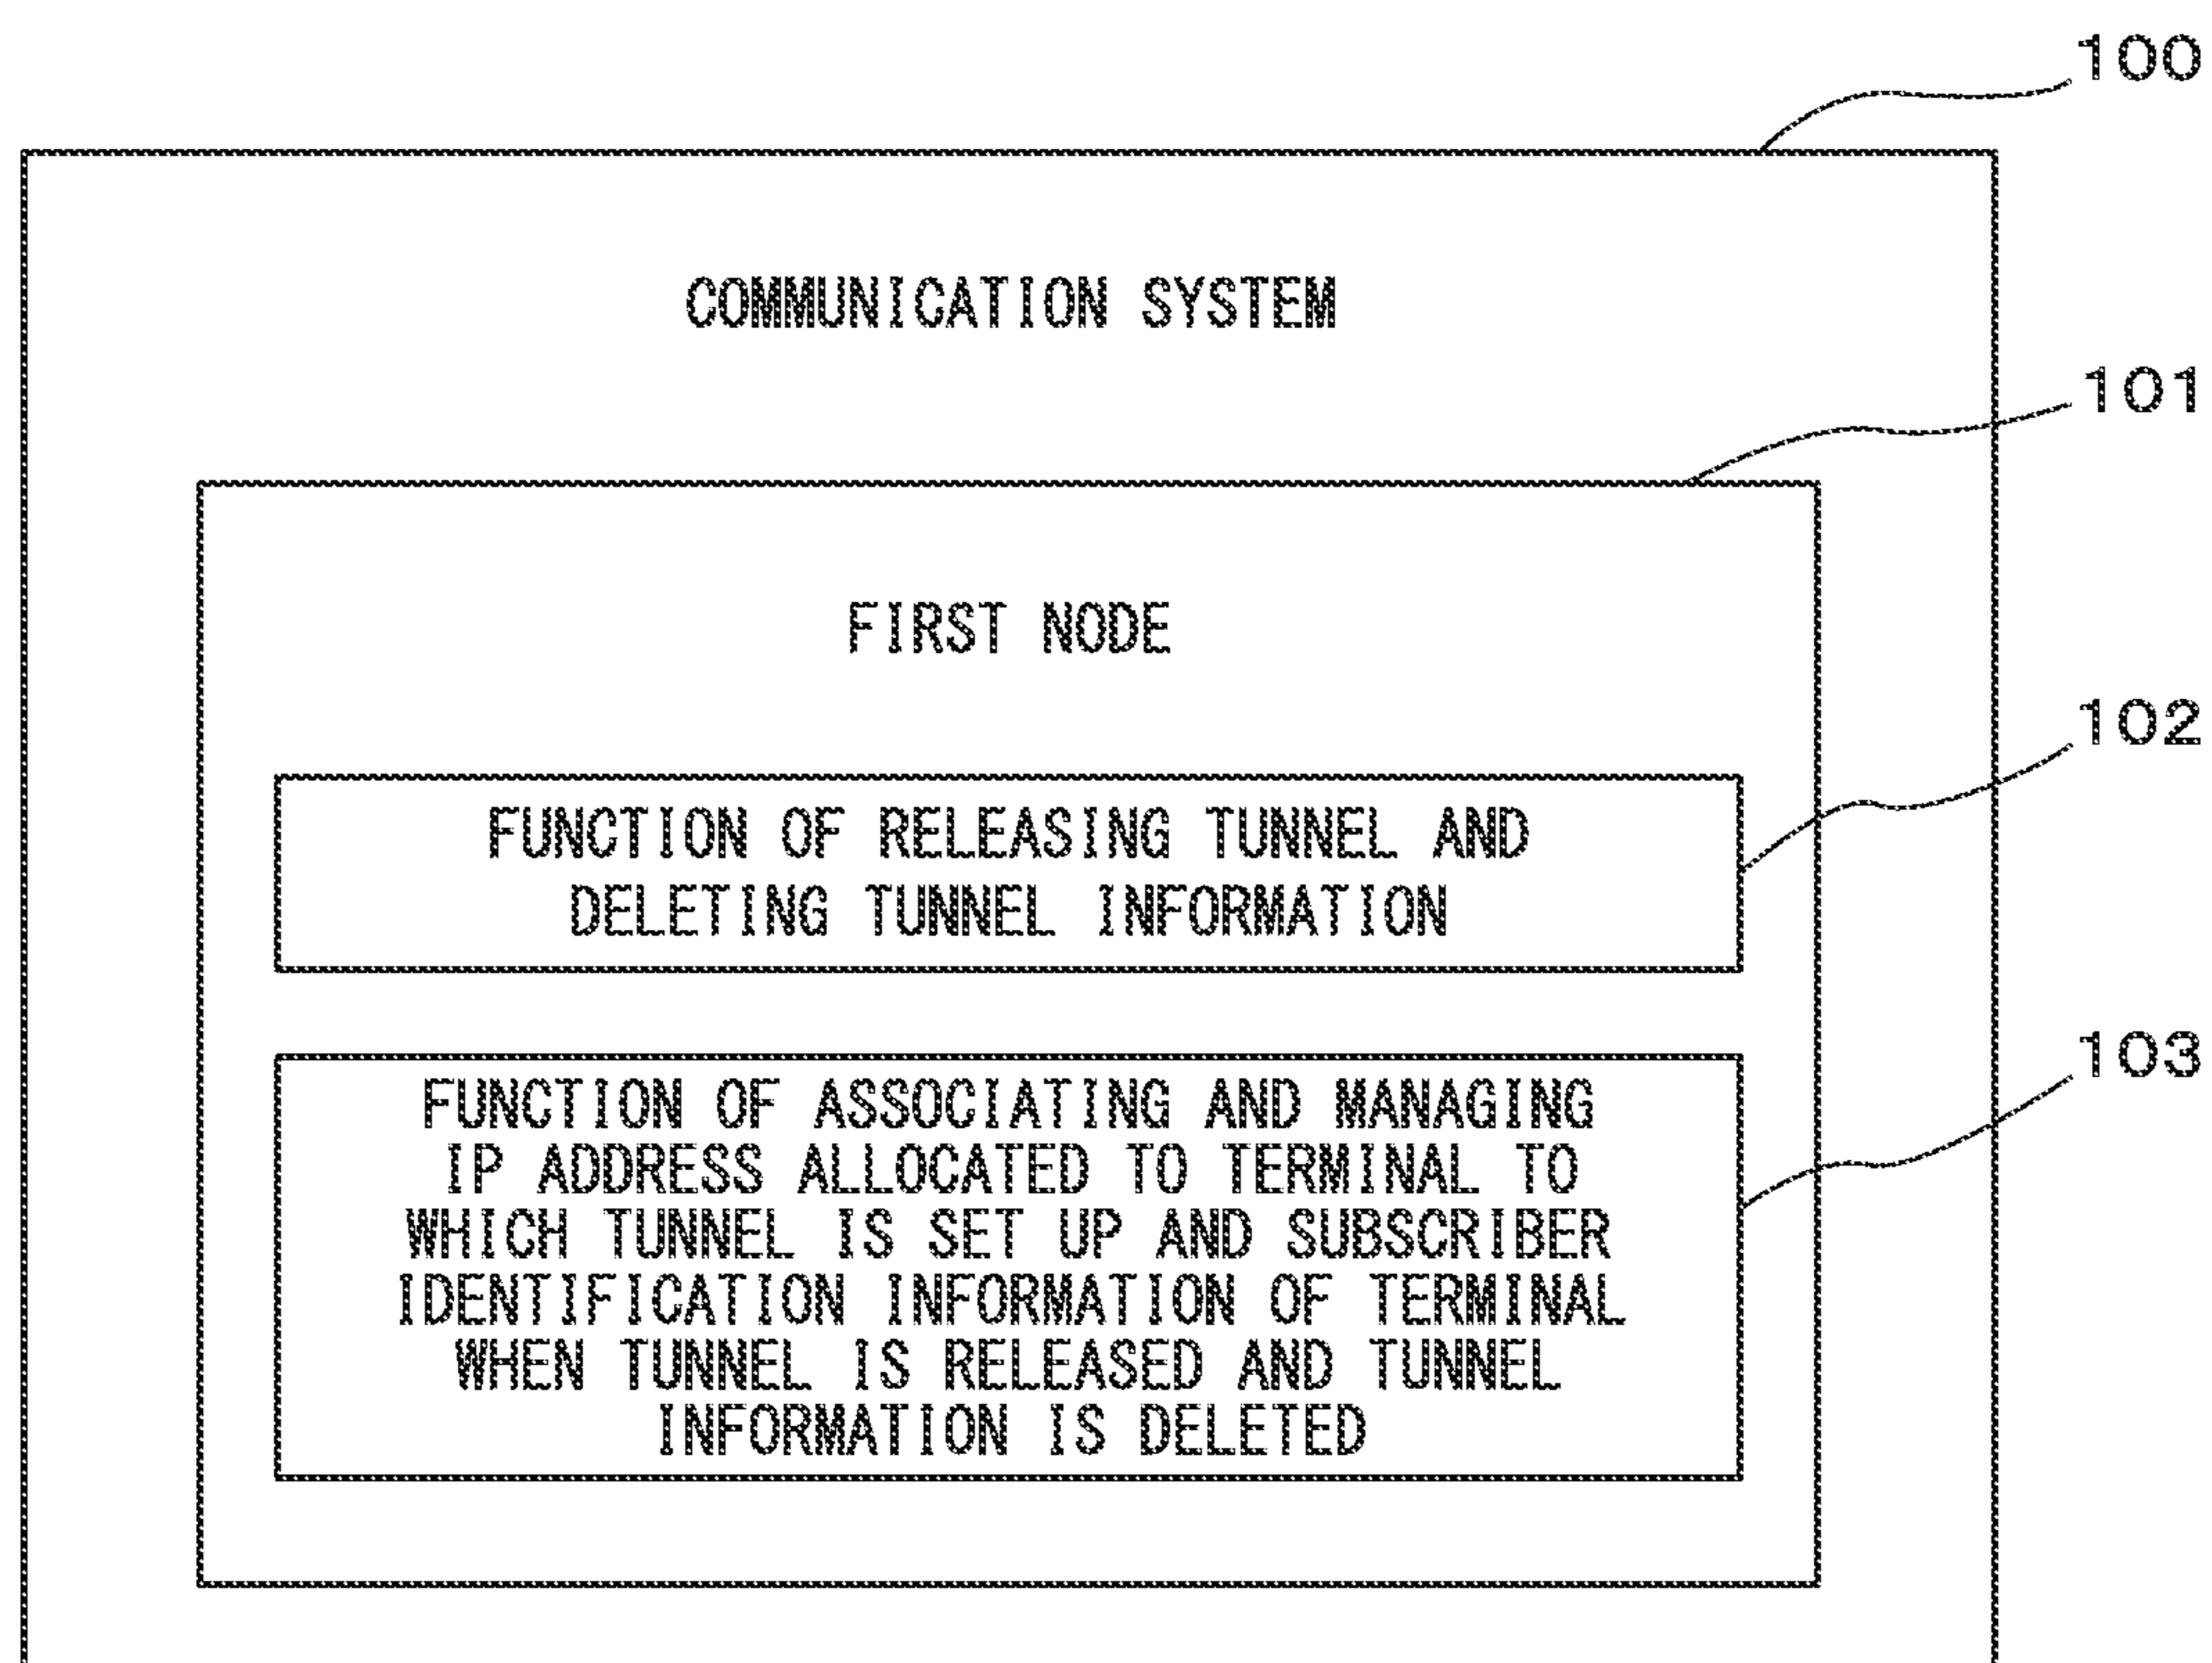 100
COMMUNICATION SYSTEM
101
FIRST NODE
102
FUNCTION OF RELEASING TUNNEL AND
DELETING TUNNEL INFORMATION
103
FUNCTION OF ASSOCIATING AND MANAGING
IP ADDRESS ALLOCATED TO TERMINAL TO
WHICH TUNNEL IS SET UP AND SUBSCRIBER
IDENTIFICATION INFORMATION OF TERMINAL
WHEN TUNNEL IS RELEASED AND TUNNEL
INFORMATION IS DELETED